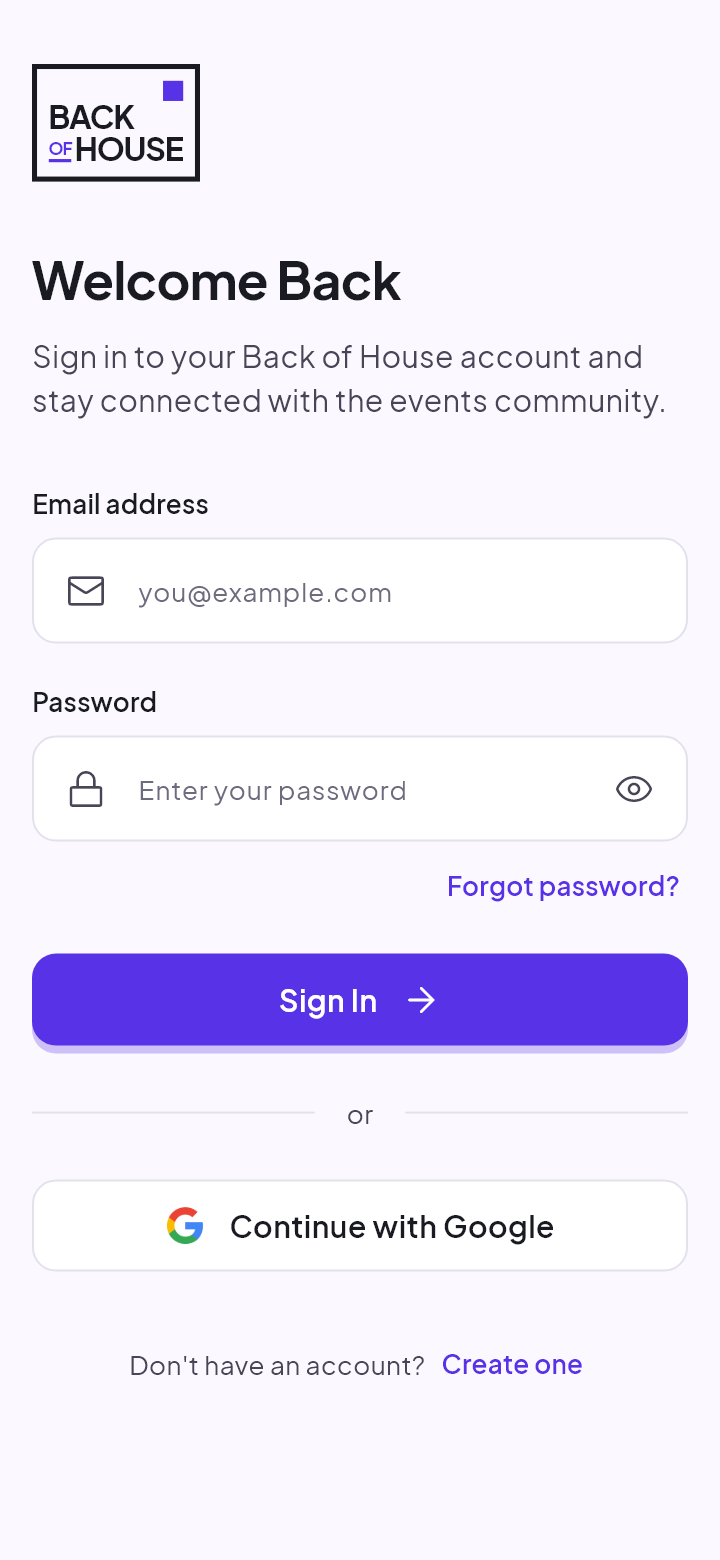 BACK
OF HOUSE
Welcome Back
Sign in to your Back of House account and
stay connected with the events community.
Email address
you@example.com
Password
Enter your password
Forgot password?
Sign In
or
Continue with Google
Don't have an account? Create one